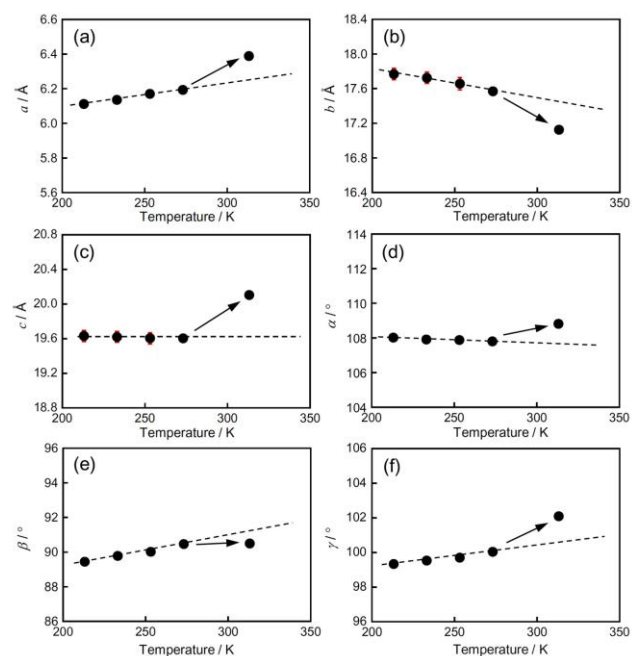 (a)
6.6
6.4
6.2
6.0
5.8
5.6
a / Å
200 250 300 350
Temperature / K
(b)
18.4
18.0
17.6
17.2
16.8
16.4
b / Å
200 250 300 350
Temperature / K
(c)
20.8
20.4
20.0
19.6
19.2
18.8
c / Å
200 250 300 350
Temperature / K
(d)
114
112
110
108
106
104
α / °
200 250 300 350
Temperature / K
(e)
96
94
92
90
88
86
β / °
200 250 300 350
Temperature / K
(f)
106
104
102
100
98
96
γ / °
200 250 300 350
Temperature / K